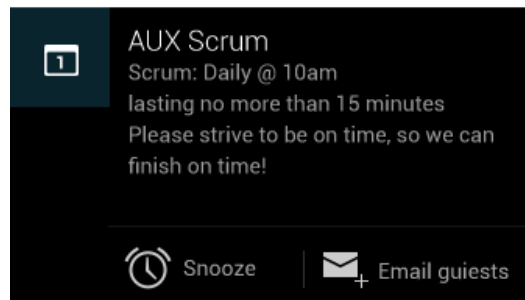 1
AUX Scrum
Scrum: Daily @ 10am
lasting no more than 15 minutes
Please strive to be on time, so we can
finish on time!
Snooze
Email guiests